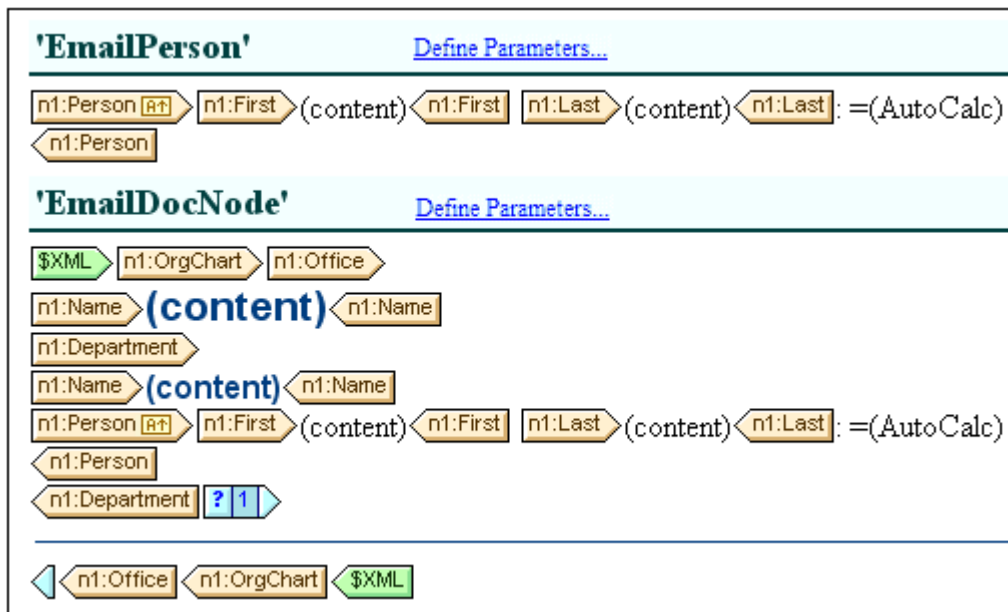 'EmailPerson' Define Parameters...
n1:Person A↑ n1:First (content) n1:First n1:Last (content) n1:Last : =(AutoCalc)
n1:Person
'EmailDocNode' Define Parameters...
$XML n1:OrgChart n1:Office
n1:Name (content) n1:Name
n1:Department
n1:Name (content) n1:Name
n1:Person A↑ n1:First (content) n1:First n1:Last (content) n1:Last : =(AutoCalc)
n1:Person
n1:Department ? 1
n1:Office n1:OrgChart $XML